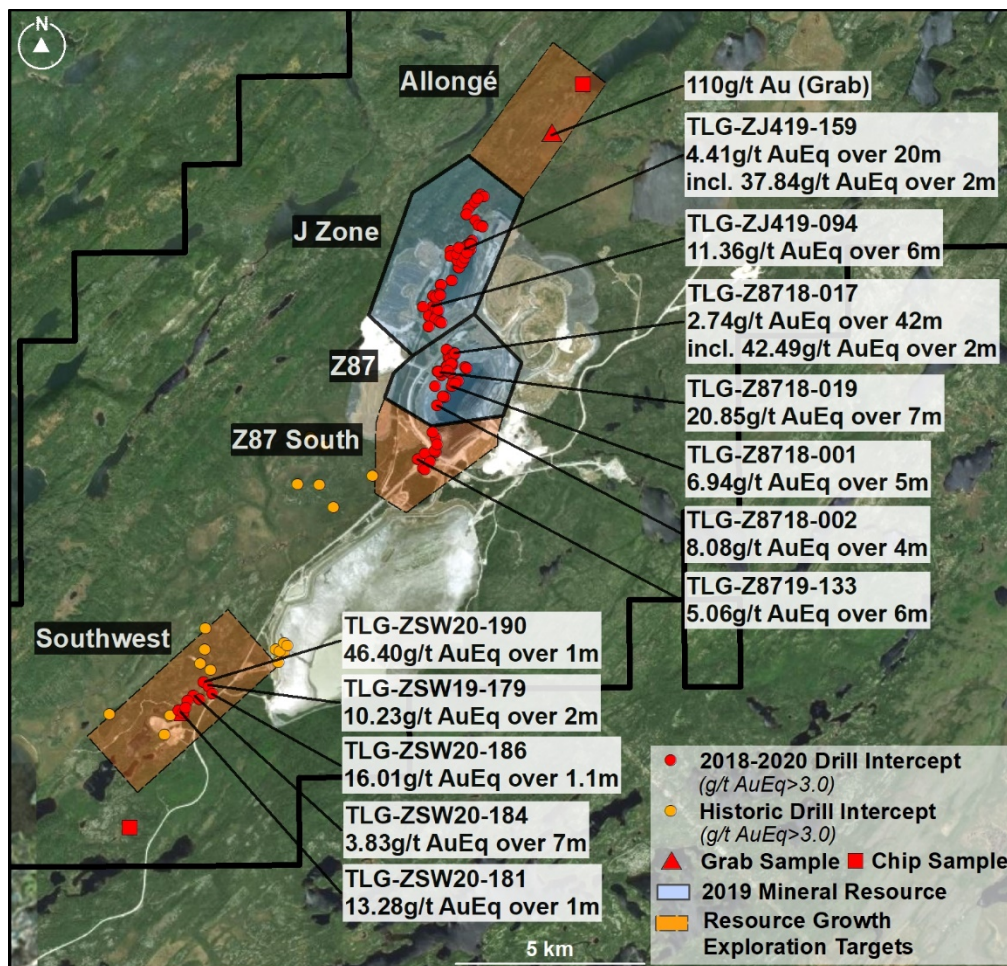 N
Allongé
110g/t Au (Grab)
TLG-ZJ419-159
4.41g/t AuEq over 20m
incl. 37.84g/t AuEq over 2m
J Zone
TLG-ZJ419-094
11.36g/t AuEq over 6m
TLG-Z8718-017
2.74g/t AuEq over 42m
incl. 42.49g/t AuEq over 2m
Z87
TLG-Z8718-019
20.85g/t AuEq over 7m
Z87 South
TLG-Z8718-001
6.94g/t AuEq over 5m
TLG-Z8718-002
8.08g/t AuEq over 4m
TLG-Z8719-133
5.06g/t AuEq over 6m
Southwest
TLG-ZSW20-190
46.40g/t AuEq over 1m
TLG-ZSW19-179
10.23g/t AuEq over 2m
TLG-ZSW20-186
16.01g/t AuEq over 1.1m
TLG-ZSW20-184
3.83g/t AuEq over 7m
TLG-ZSW20-181
13.28g/t AuEq over 1m
2018-2020 Drill Intercept
(g/t AuEq>3.0)
Historic Drill Intercept
(g/t AuEq>3.0)
Grab Sample
Chip Sample
2019 Mineral Resource
Resource Growth
Exploration Targets
5 km